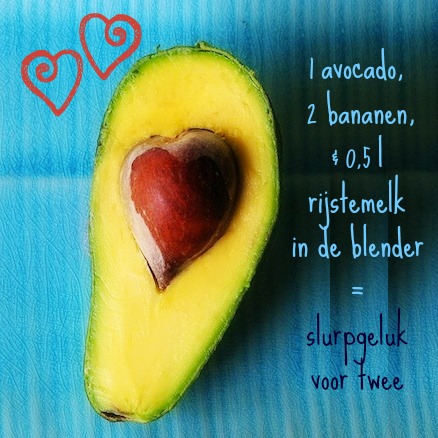 1 avocado,
2 bananen,
& 0,5 l
rijstemelk
in de blender
=
slurpgeluk
voor twee